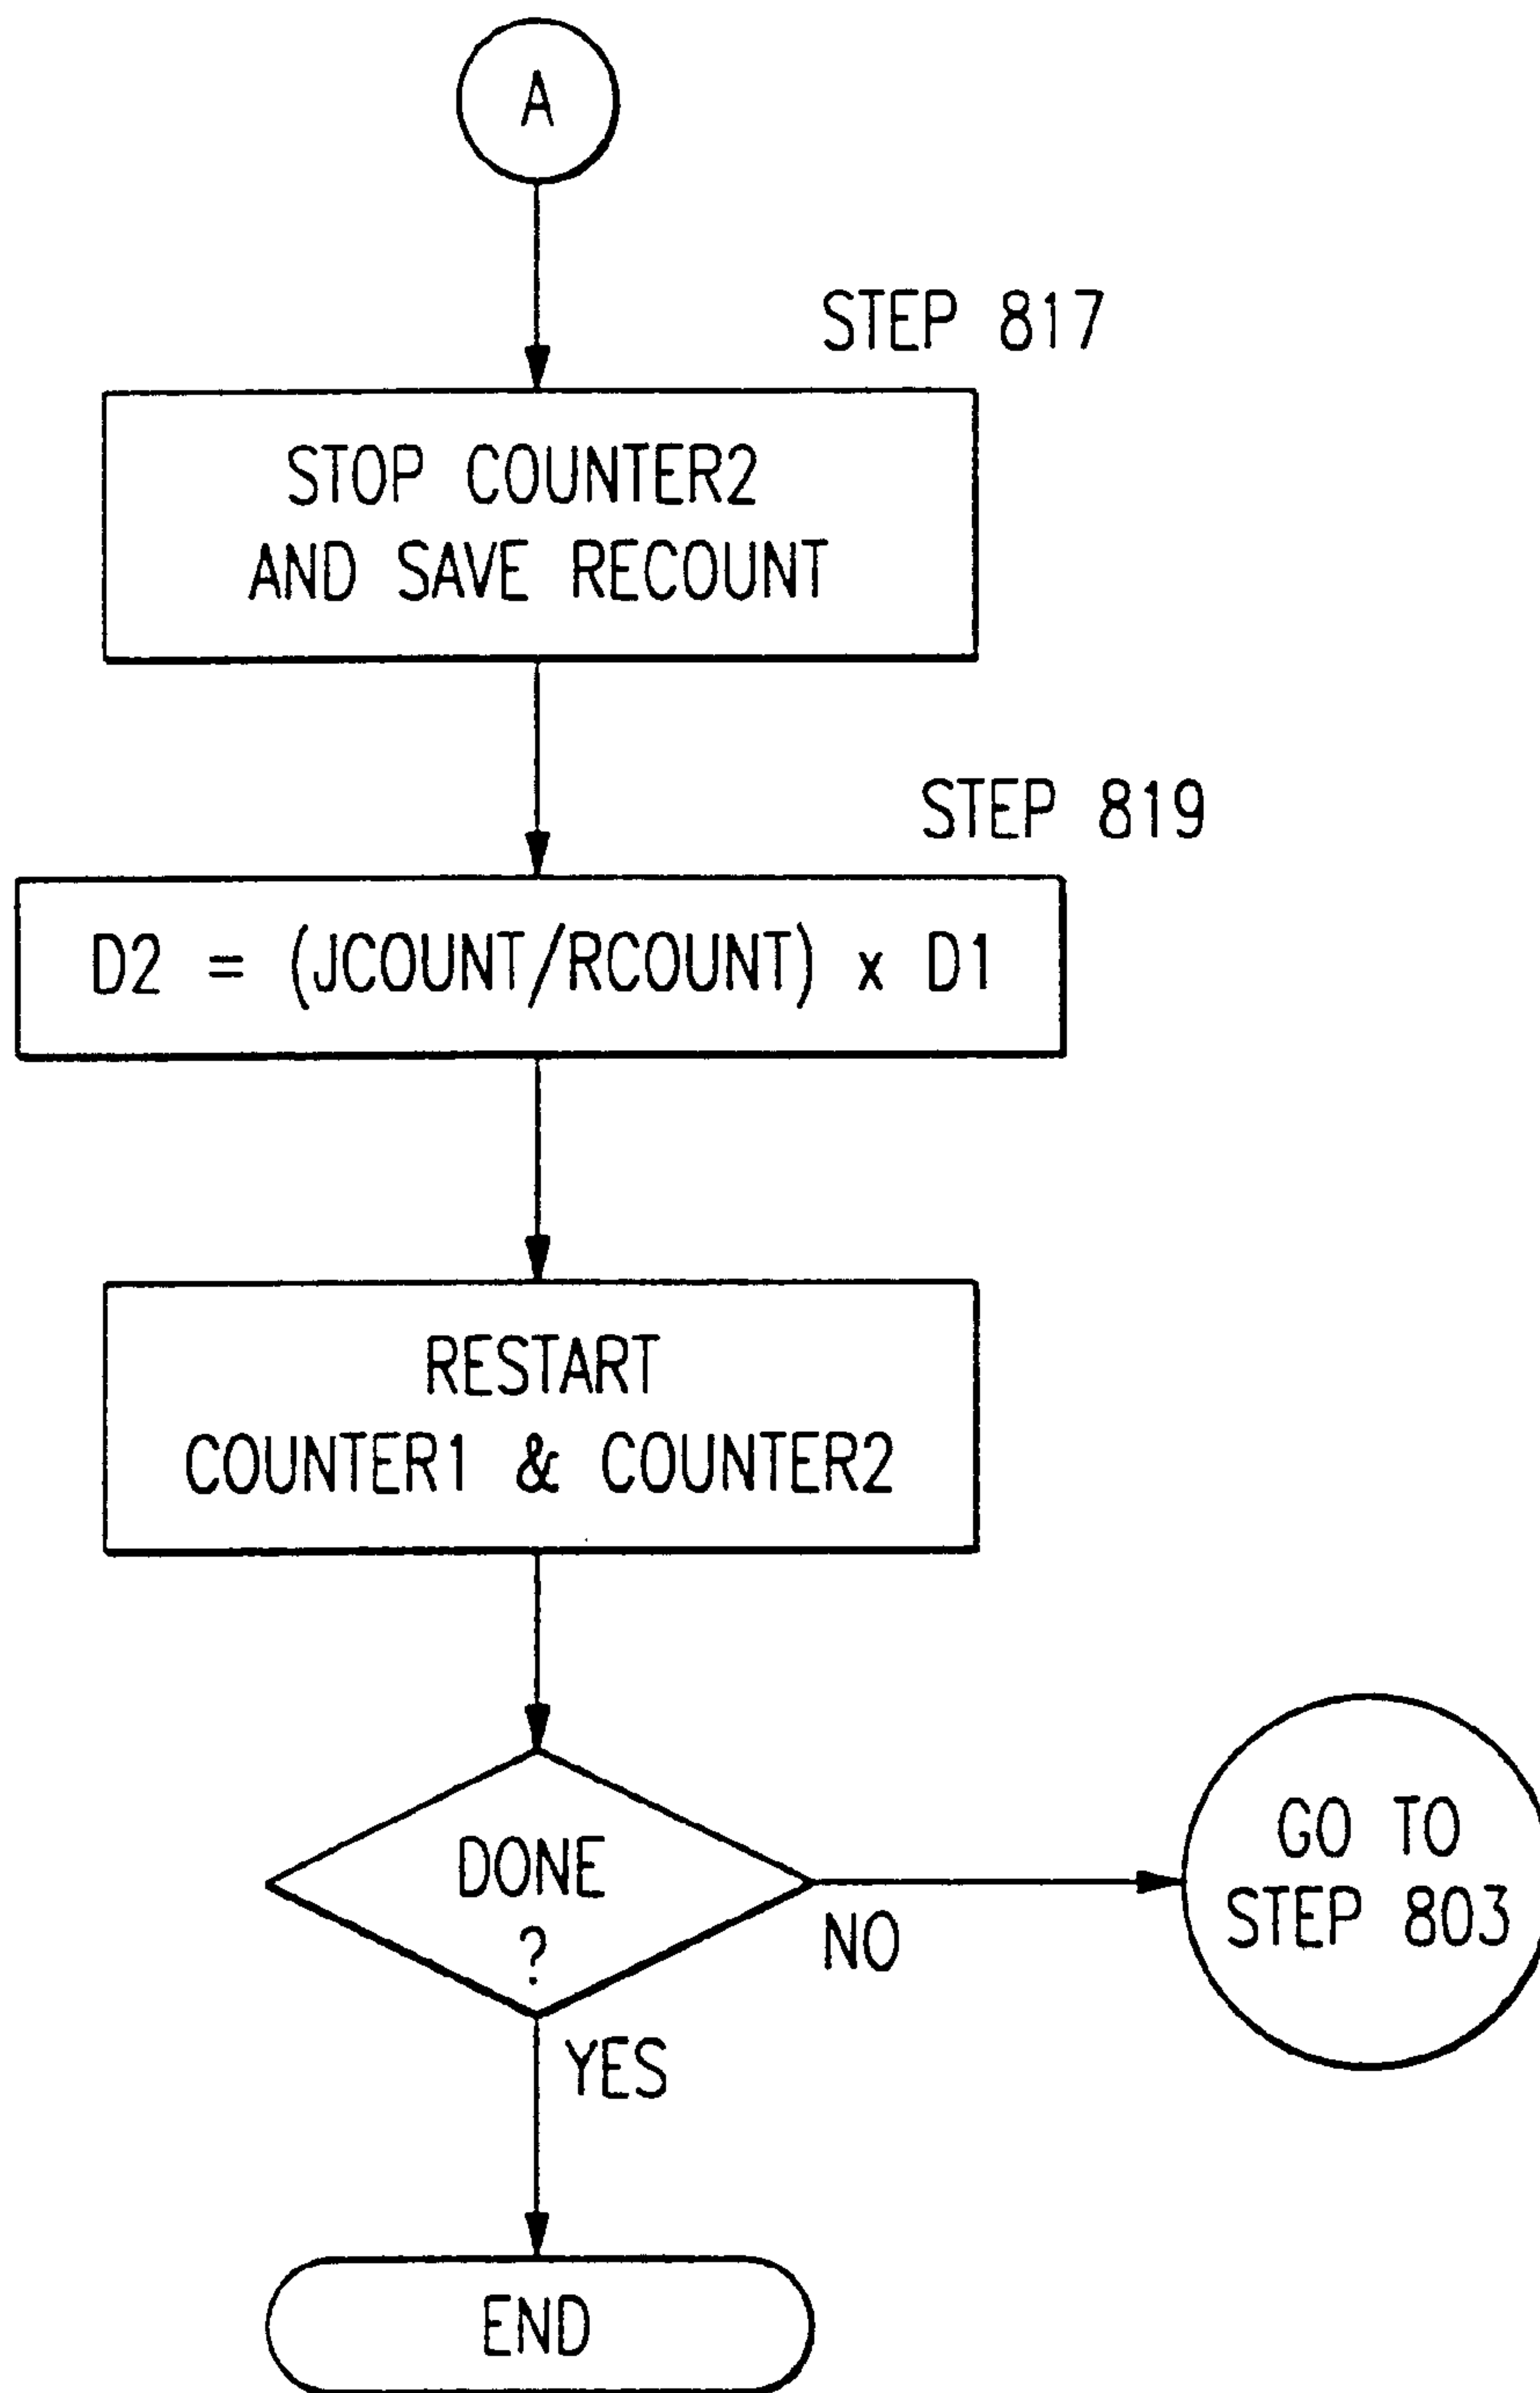 A
STEP 817
STOP COUNTER2
AND SAVE RECOUNT
STEP 819
D2 = (JCOUNT/RCOUNT) x D1
RESTART
COUNTER1 & COUNTER2
DONE
?
NO
GO TO
STEP 803
YES
END